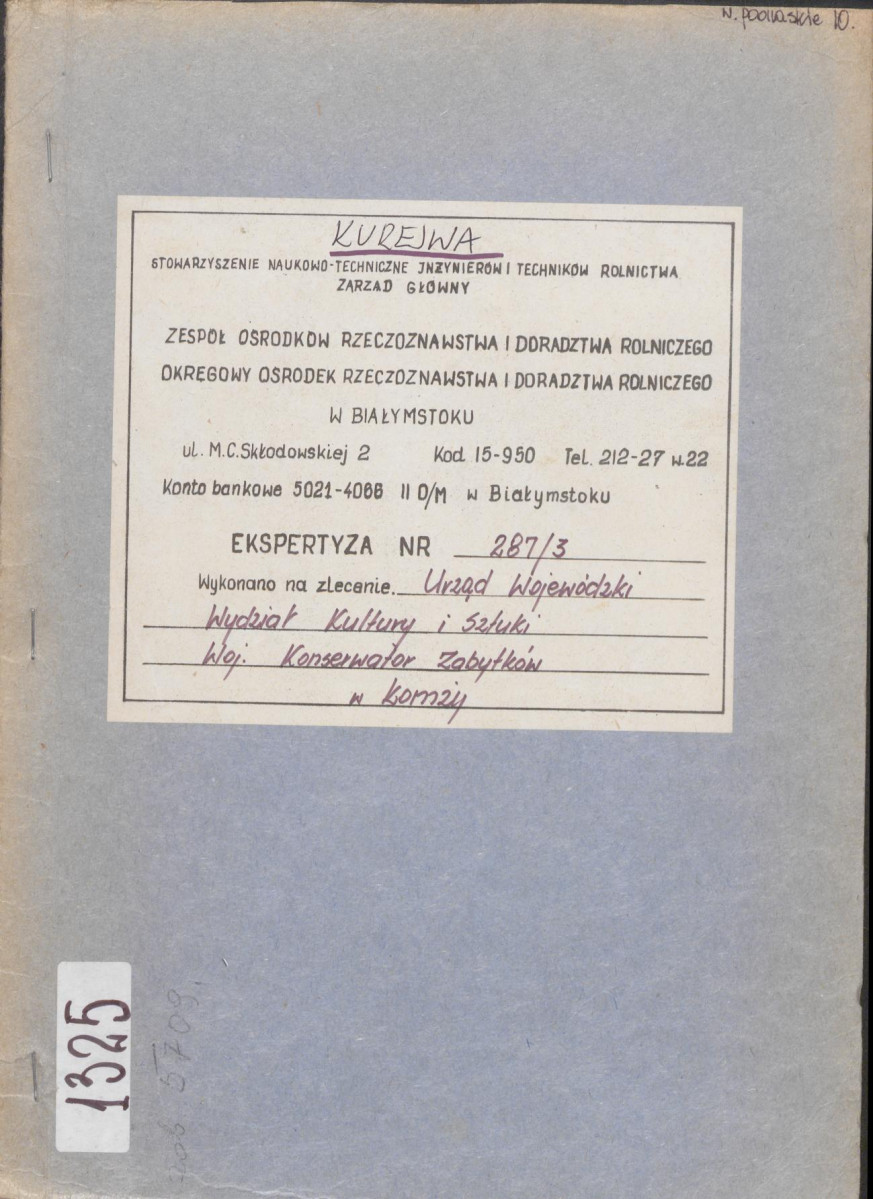 w. podlaskie 10.
KUREJWA
STOWARZYSZENIE NAUKOWO-TECHNICZNE INŻYNIERÓW I TECHNIKÓW ROLNICTWA
ZARZĄD GŁÓWNY
ZESPÓŁ OŚRODKÓW RZECZOZNAWSTWA I DORADZTWA ROLNICZEGO
OKRĘGOWY OŚRODEK RZECZOZNAWSTWA I DORADZTWA ROLNICZEGO
W BIAŁYMSTOKU
ul. M.C.Skłodowskiej 2 Kod 15-950 Tel. 212-27 w.22
Konto bankowe 5021-4066 II O/M w Białymstoku
EKSPERTYZA NR 287/3
Wykonano na zlecenie. Urząd Wojewódzki
Wydział Kultury i Sztuki
Woj. Konserwator Zabytków
w Łomży
1325
5709.